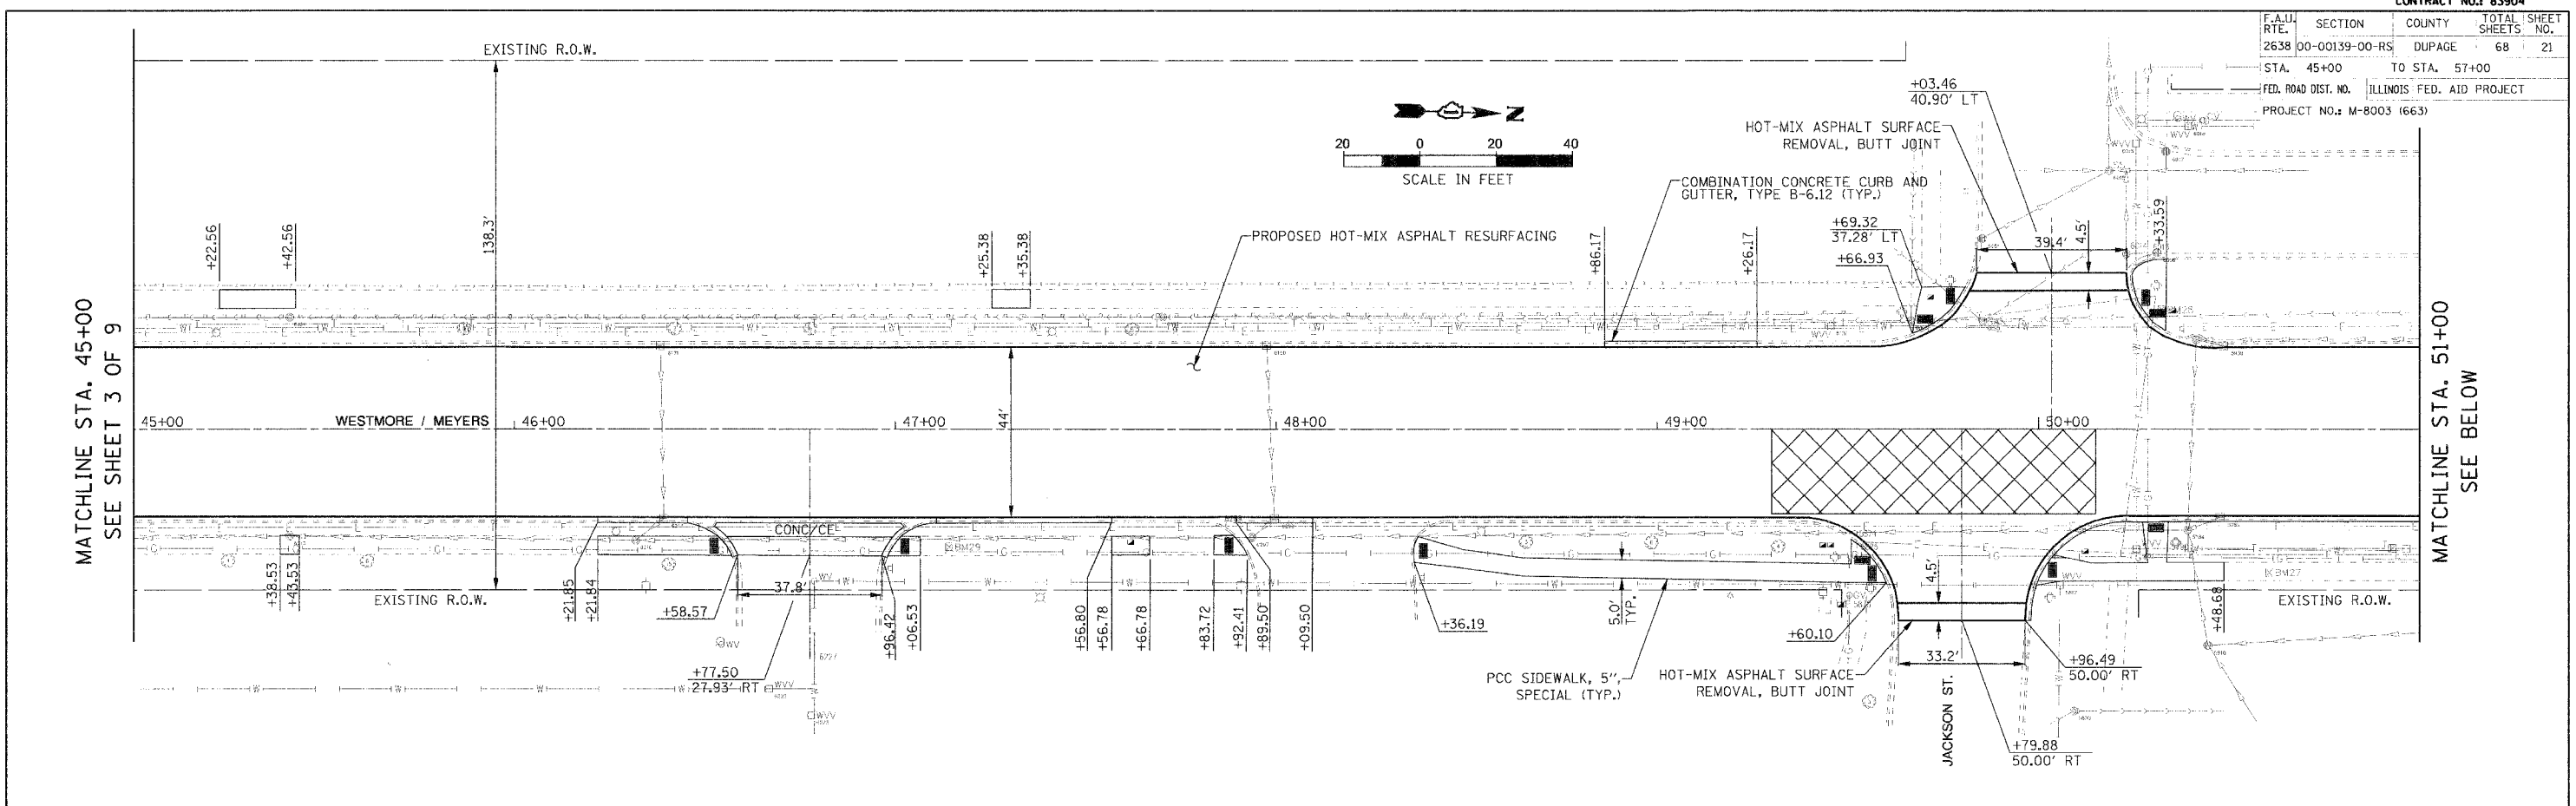 CONTRACT NO.: 83904
F.A.U. RTE. SECTION COUNTY TOTAL SHEETS SHEET NO.
2638 00-00139-00-RS DUPAGE 68 21
STA. 45+00 TO STA. 57+00
FED. ROAD DIST. NO. ILLINOIS FED. AID PROJECT
PROJECT NO.: M-8003 (663)
EXISTING R.O.W.
138.3'
N
20 0 20 40
SCALE IN FEET
+03.46
40.90' LT
HOT-MIX ASPHALT SURFACE
REMOVAL, BUTT JOINT
COMBINATION CONCRETE CURB AND
GUTTER, TYPE B-6.12 (TYP.)
PROPOSED HOT-MIX ASPHALT RESURFACING
+69.32
37.28' LT
+66.93
39.4'
4.5'
+33.59
+22.56
+42.56
+25.38
+35.38
+86.17
+26.17
MATCHLINE STA. 45+00
SEE SHEET 3 OF 9
45+00
WESTMORE / MEYERS
46+00
47+00
44'
48+00
49+00
50+00
MATCHLINE STA. 51+00
SEE BELOW
CONC/CE
BM29
BM27
+38.53
+43.53
EXISTING R.O.W.
+21.85
+21.84
+58.57
37.8'
+77.50
27.93' RT
+96.42
+06.53
+56.80
+56.78
+66.78
+83.72
+92.41
+89.50
+09.50
+36.19
5.0'
TYP.
PCC SIDEWALK, 5",
SPECIAL (TYP.)
+60.10
HOT-MIX ASPHALT SURFACE
REMOVAL, BUTT JOINT
4.5'
33.2'
JACKSON ST.
+96.49
50.00' RT
+79.88
50.00' RT
+48.68
EXISTING R.O.W.